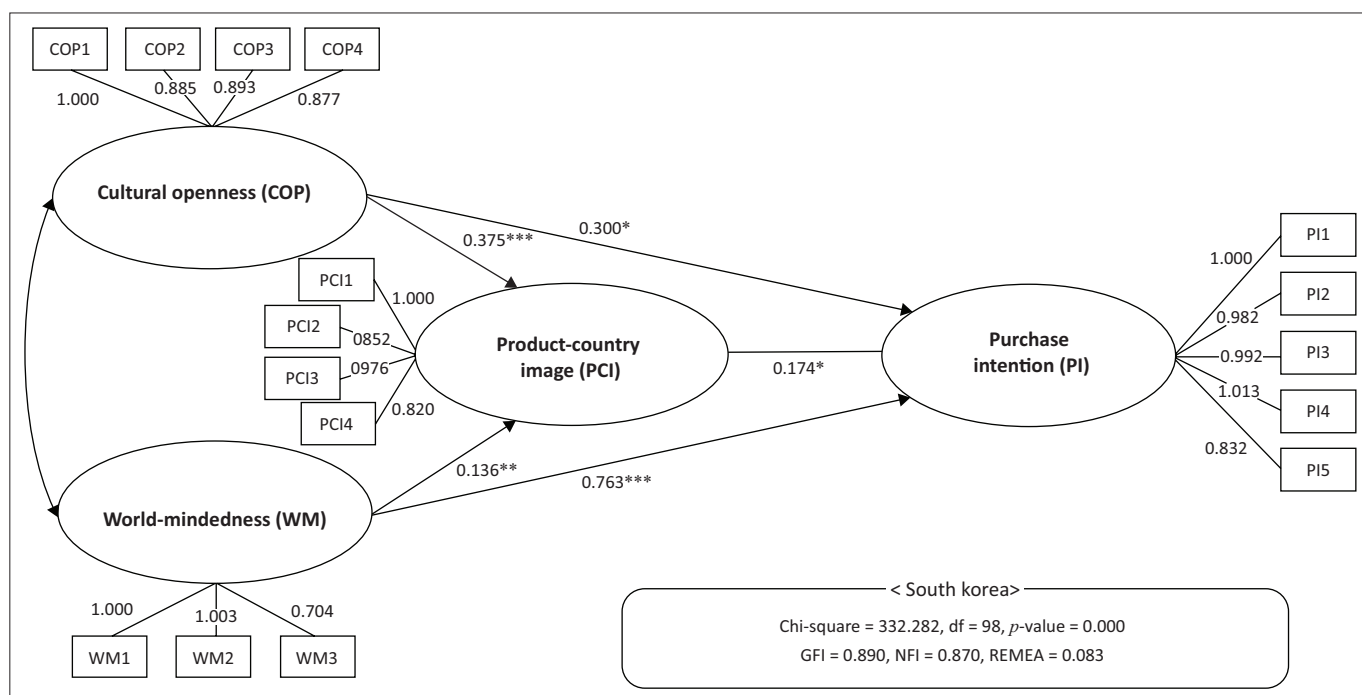 COP1 COP2 COP3 COP4
1.000 0.885 0.893 0.877
Cultural openness (COP)
0.300*
0.375***
PCI1
1.000
PCI2
0852
PCI3
0976
PCI4
0.820
Product-country
image (PCI)
0.174*
Purchase
intention (PI)
1.000
PI1
0.982
PI2
0.992
PI3
1.013
PI4
0.832
PI5
0.136**
0.763***
World-mindedness (WM)
1.000 1.003 0.704
WM1 WM2 WM3
< South korea>
Chi-square = 332.282, df = 98, p-value = 0.000
GFI = 0.890, NFI = 0.870, REMEA = 0.083